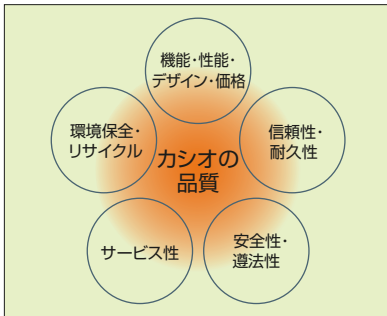 機能・性能・
デザイン・価格
環境保全・
リサイクル
信頼性・
耐久性
カシオの
品質
サービス性
安全性・
遵法性